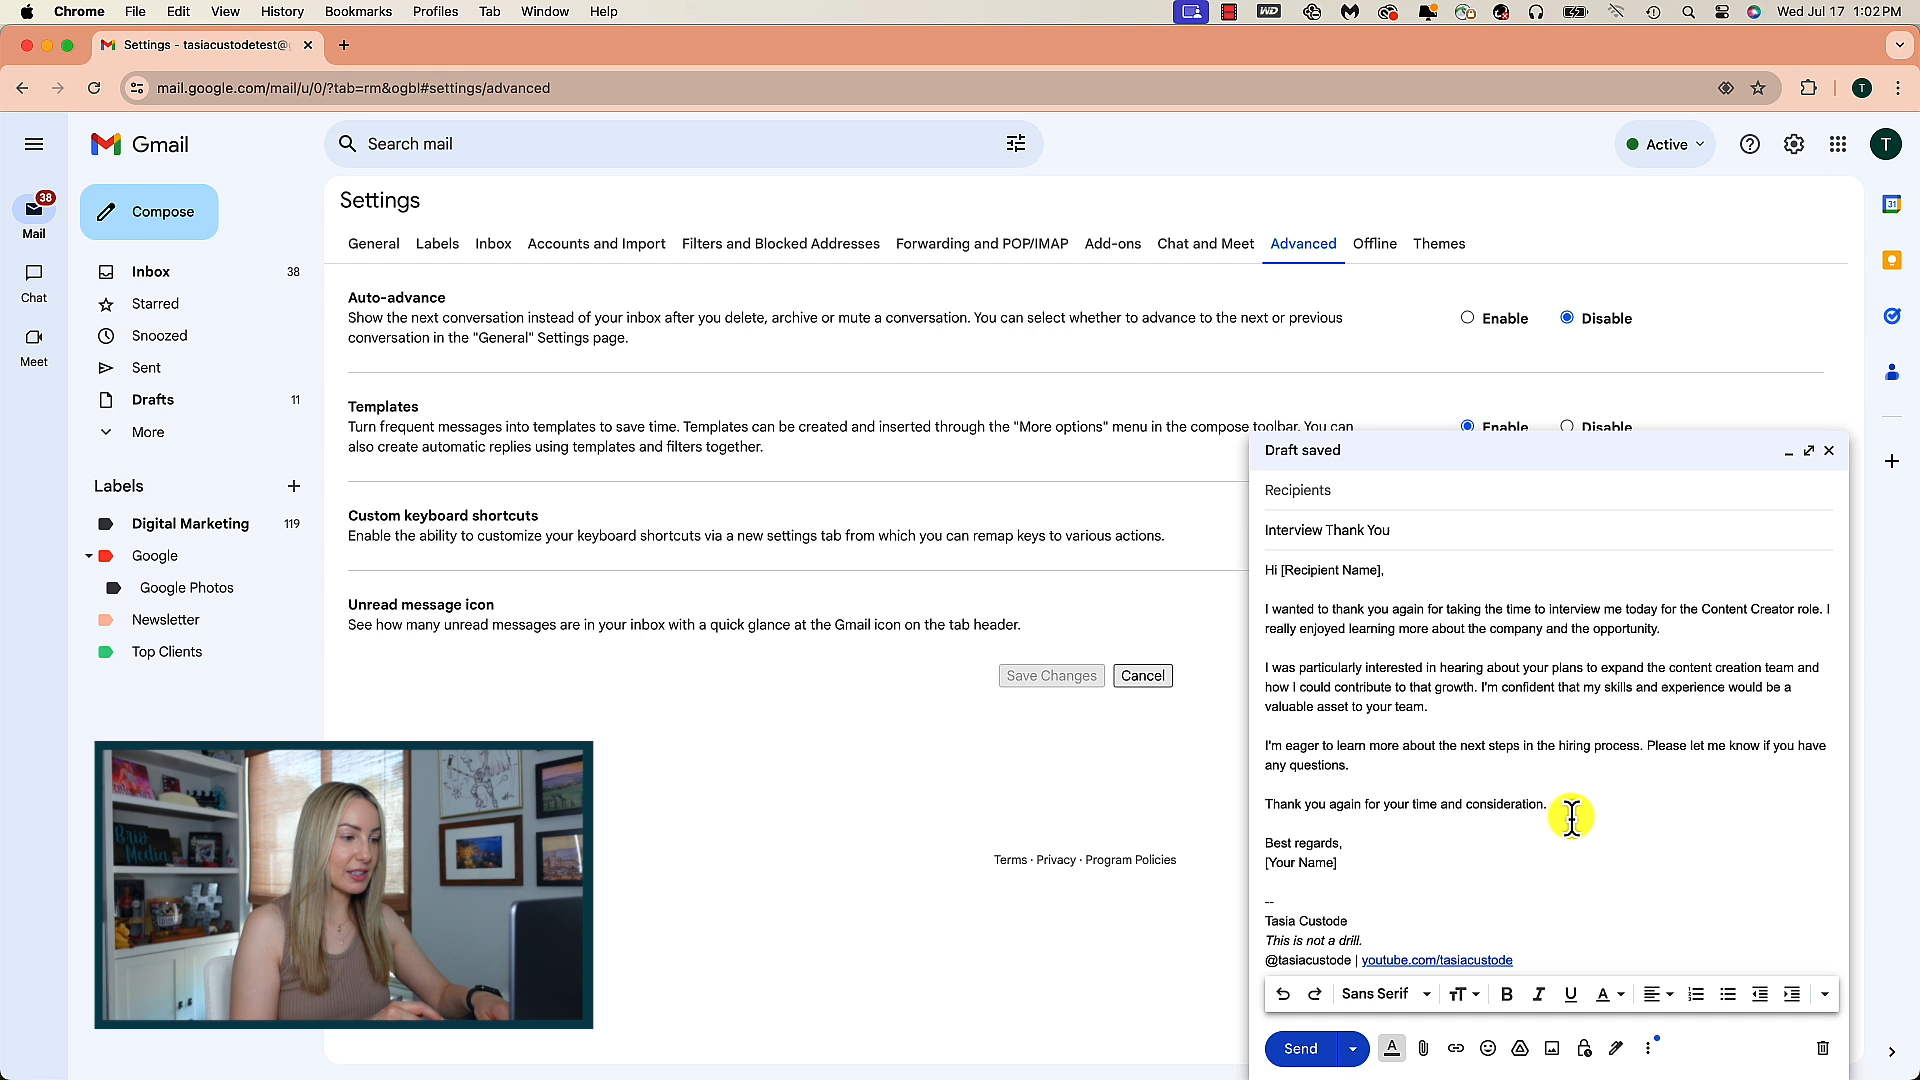 Chrome File Edit View History Bookmarks Profiles Tab Window Help
WD
Wed Jul 17 1:02 PM
Settings - tasiacustodetest@
mail.google.com/mail/u/0/?tab=rm&ogbl#settings/advanced
T
Gmail
Search mail
Active
T
38
Mail
Chat
Meet
Compose
Inbox 38
Starred
Snoozed
Sent
Drafts 11
More
Labels
Digital Marketing 119
Google
Google Photos
Newsletter
Top Clients
Settings
General Labels Inbox Accounts and Import Filters and Blocked Addresses Forwarding and POP/IMAP Add-ons Chat and Meet Advanced Offline Themes
Auto-advance
Show the next conversation instead of your inbox after you delete, archive or mute a conversation. You can select whether to advance to the next or previous
conversation in the "General" Settings page.
Enable Disable
Templates
Turn frequent messages into templates to save time. Templates can be created and inserted through the "More options" menu in the compose toolbar. You can
also create automatic replies using templates and filters together.
Enable Disable
Custom keyboard shortcuts
Enable the ability to customize your keyboard shortcuts via a new settings tab from which you can remap keys to various actions.
Unread message icon
See how many unread messages are in your inbox with a quick glance at the Gmail icon on the tab header.
Save Changes Cancel
Terms · Privacy · Program Policies
Brio
Media
Draft saved
Recipients
Interview Thank You
Hi [Recipient Name],
I wanted to thank you again for taking the time to interview me today for the Content Creator role. I
really enjoyed learning more about the company and the opportunity.
I was particularly interested in hearing about your plans to expand the content creation team and
how I could contribute to that growth. I'm confident that my skills and experience would be a
valuable asset to your team.
I'm eager to learn more about the next steps in the hiring process. Please let me know if you have
any questions.
Thank you again for your time and consideration.
Best regards,
[Your Name]
--
Tasia Custode
This is not a drill.
@tasiacustode | youtube.com/tasiacustode
Sans Serif
Send
31